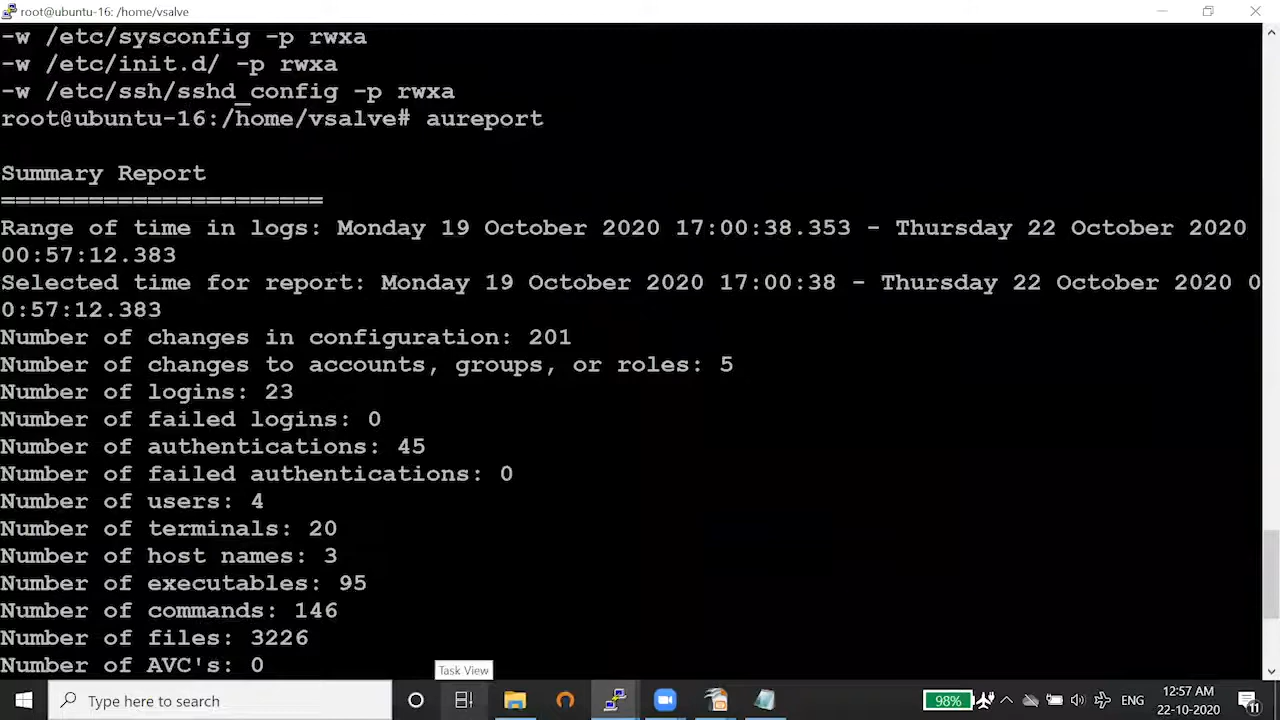 root@ubuntu-16: /home/vsalve
-w /etc/sysconfig -p rwxa
-w /etc/init.d/ -p rwxa
-w /etc/ssh/sshd_config -p rwxa
root@ubuntu-16:/home/vsalve# aureport
Summary Report
======================
Range of time in logs: Monday 19 October 2020 17:00:38.353 - Thursday 22 October 2020
00:57:12.383
Selected time for report: Monday 19 October 2020 17:00:38 - Thursday 22 October 2020 0
0:57:12.383
Number of changes in configuration: 201
Number of changes to accounts, groups, or roles: 5
Number of logins: 23
Number of failed logins: 0
Number of authentications: 45
Number of failed authentications: 0
Number of users: 4
Number of terminals: 20
Number of host names: 3
Number of executables: 95
Number of commands: 146
Number of files: 3226
Number of AVC's: 0
Task View
Type here to search
98%
ENG
12:57 AM
22-10-2020
11